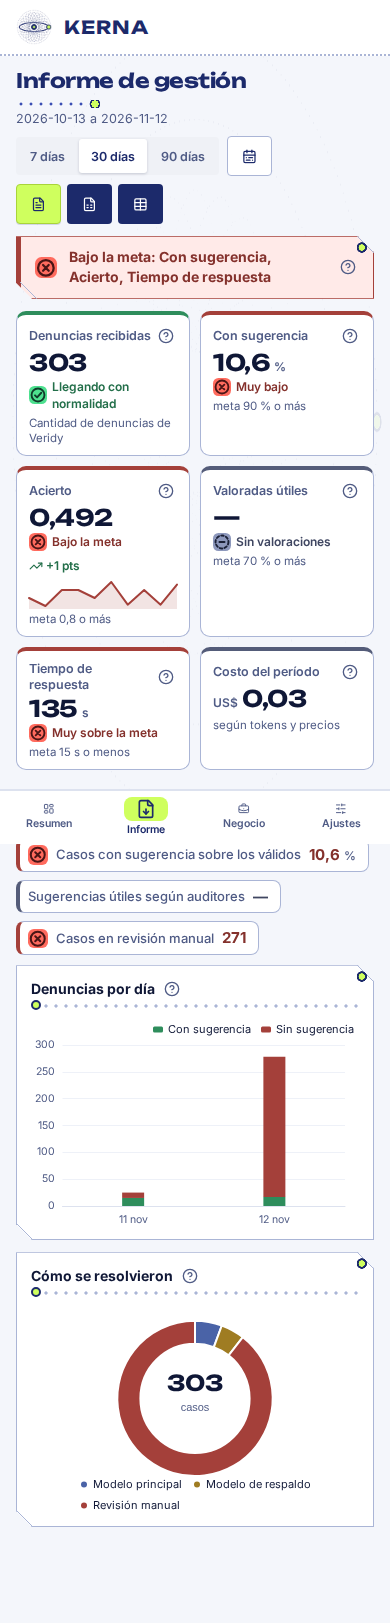 KERNA
Informe de gestión
2026-10-13 a 2026-11-12
7 días 30 días 90 días
Bajo la meta: Con sugerencia,
Acierto, Tiempo de respuesta
Denuncias recibidas
303
Llegando con
normalidad
Cantidad de denuncias de
Veridy
Con sugerencia
10,6 %
Muy bajo
meta 90 % o más
Acierto
0,492
Bajo la meta
+1 pts
meta 0,8 o más
Valoradas útiles
—
Sin valoraciones
meta 70 % o más
Tiempo de
respuesta
135 s
Muy sobre la meta
meta 15 s o menos
Costo del período
US$ 0,03
según tokens y precios
Resumen Informe Negocio Ajustes
Casos con sugerencia sobre los válidos 10,6 %
Sugerencias útiles según auditores —
Casos en revisión manual 271
Denuncias por día
Con sugerencia Sin sugerencia
300
250
200
150
100
50
0
11 nov 12 nov
Cómo se resolvieron
303
casos
Modelo principal Modelo de respaldo
Revisión manual